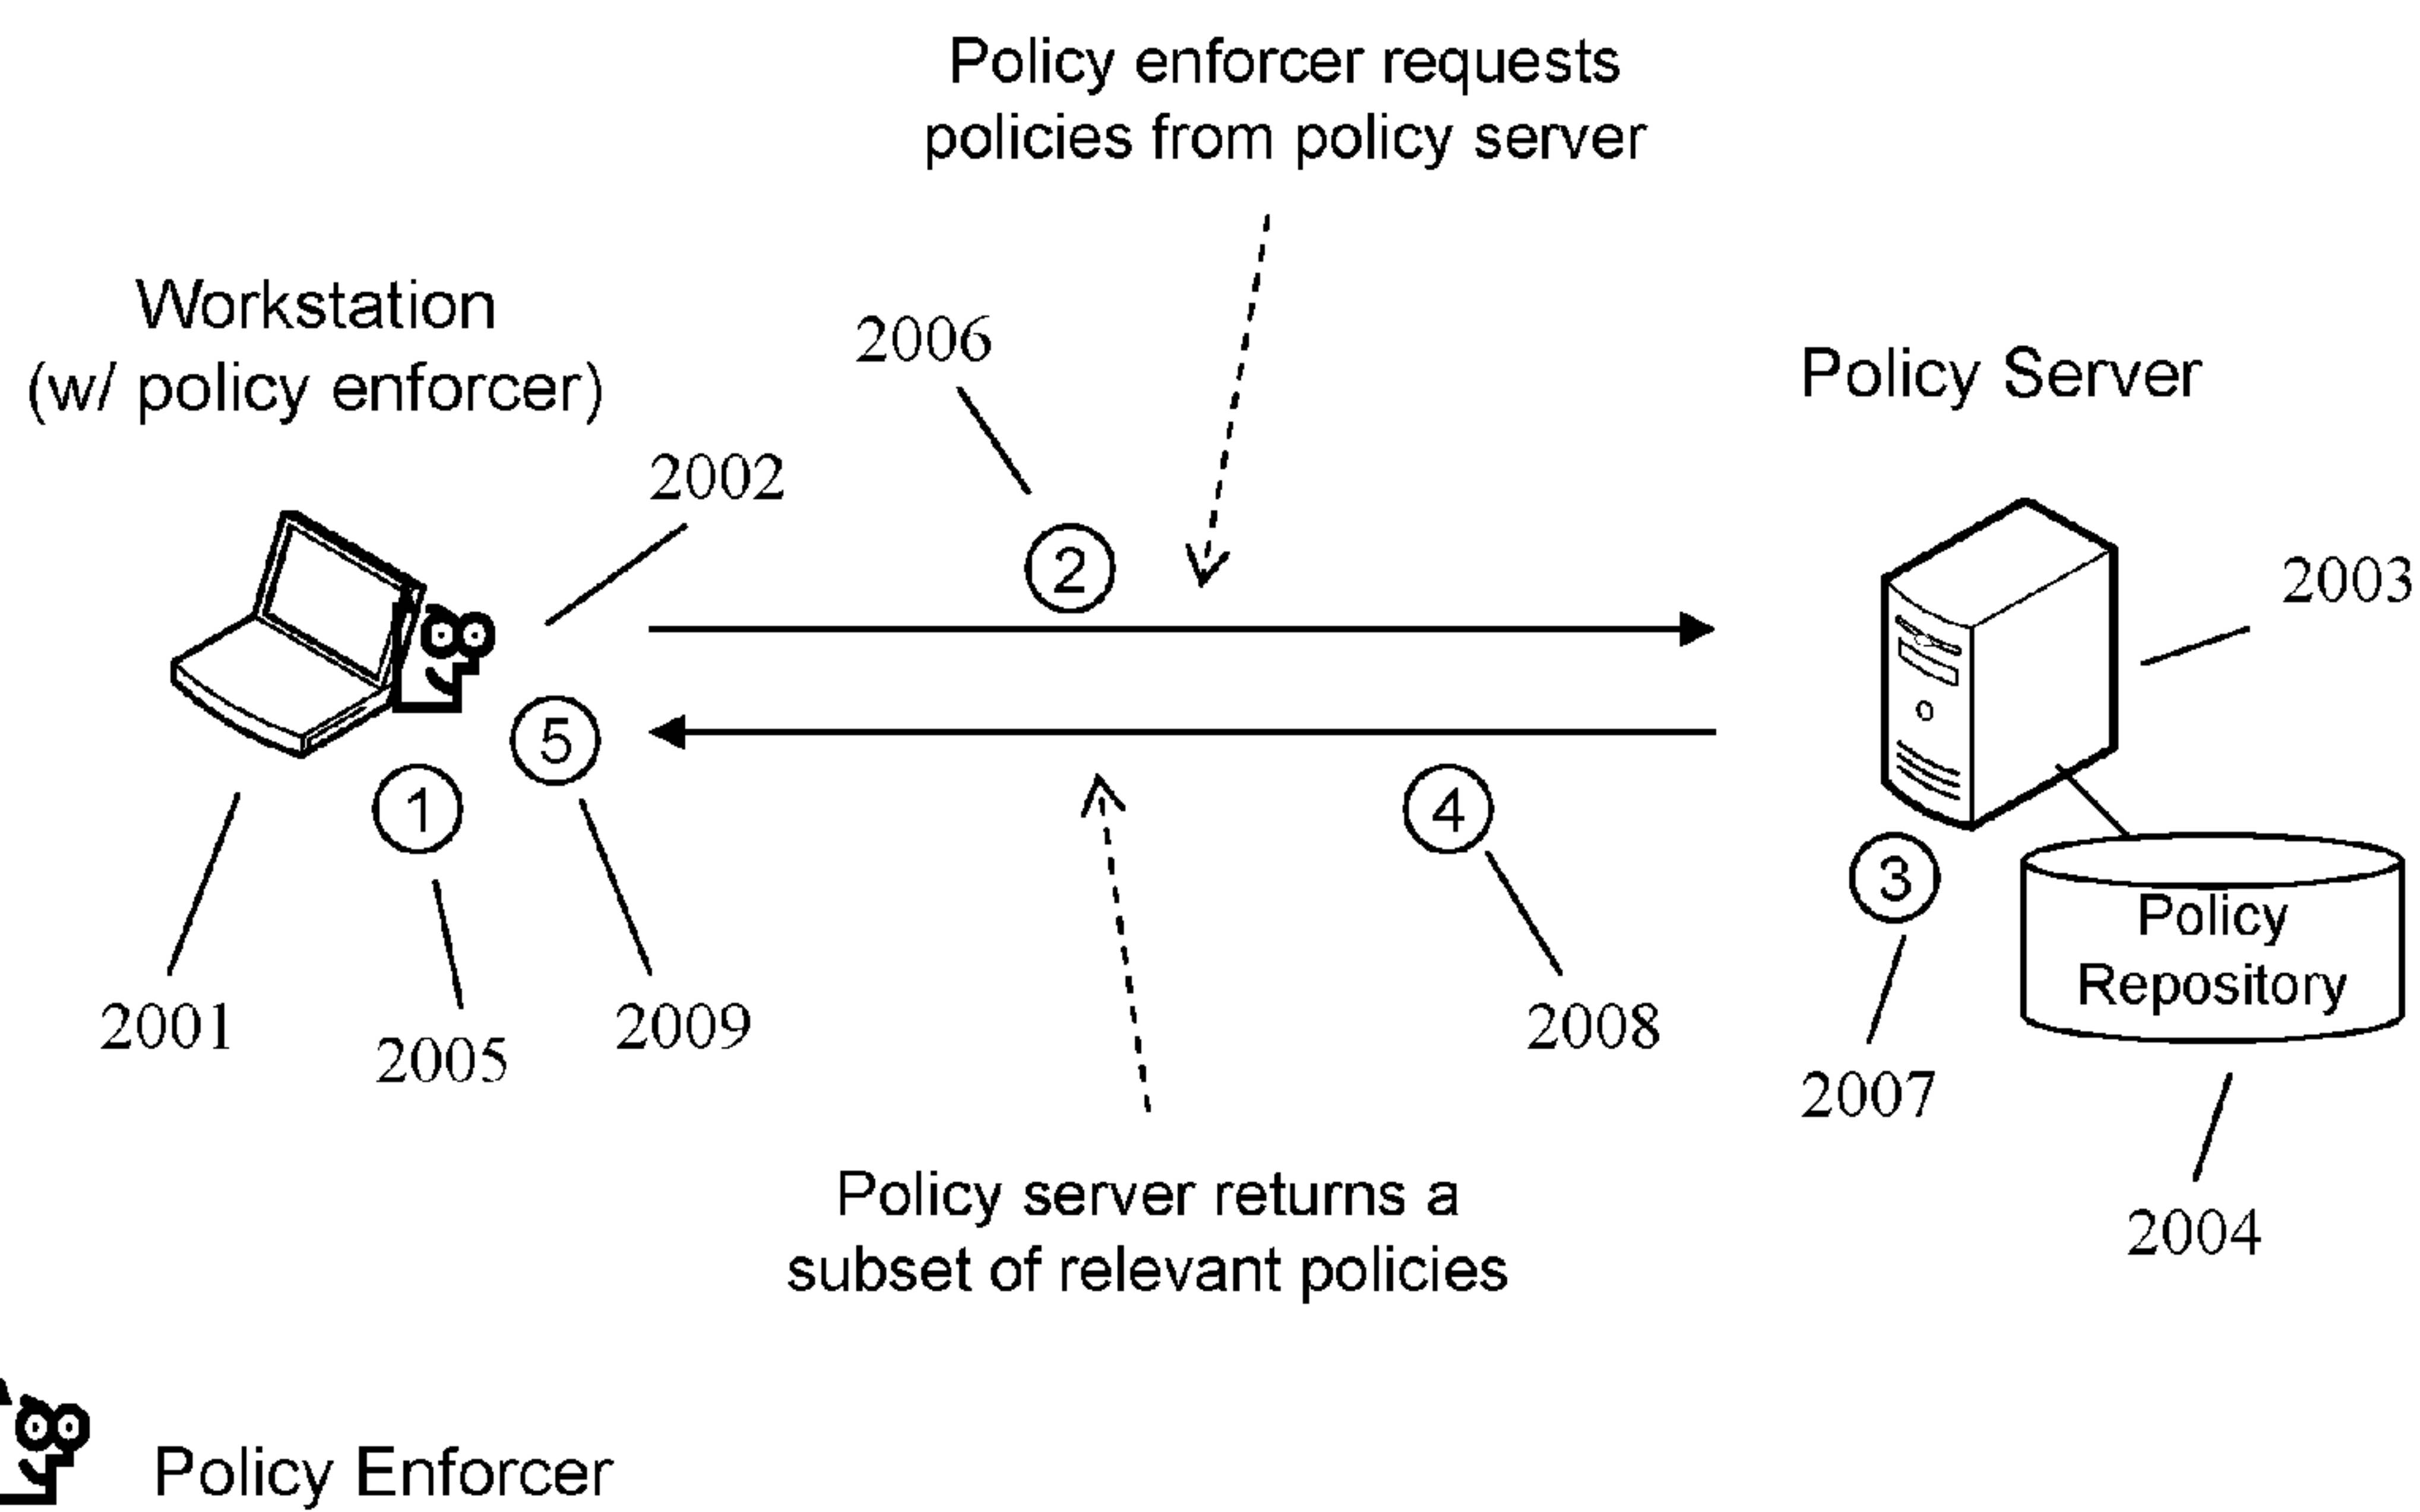 Policy enforcer requests
policies from policy server
Workstation
(w/ policy enforcer)
2006
Policy Server
2002
2
2003
5
1
4
3
Policy
Repository
2001
2005
2009
2008
2007
2004
Policy server returns a
subset of relevant policies
Policy Enforcer